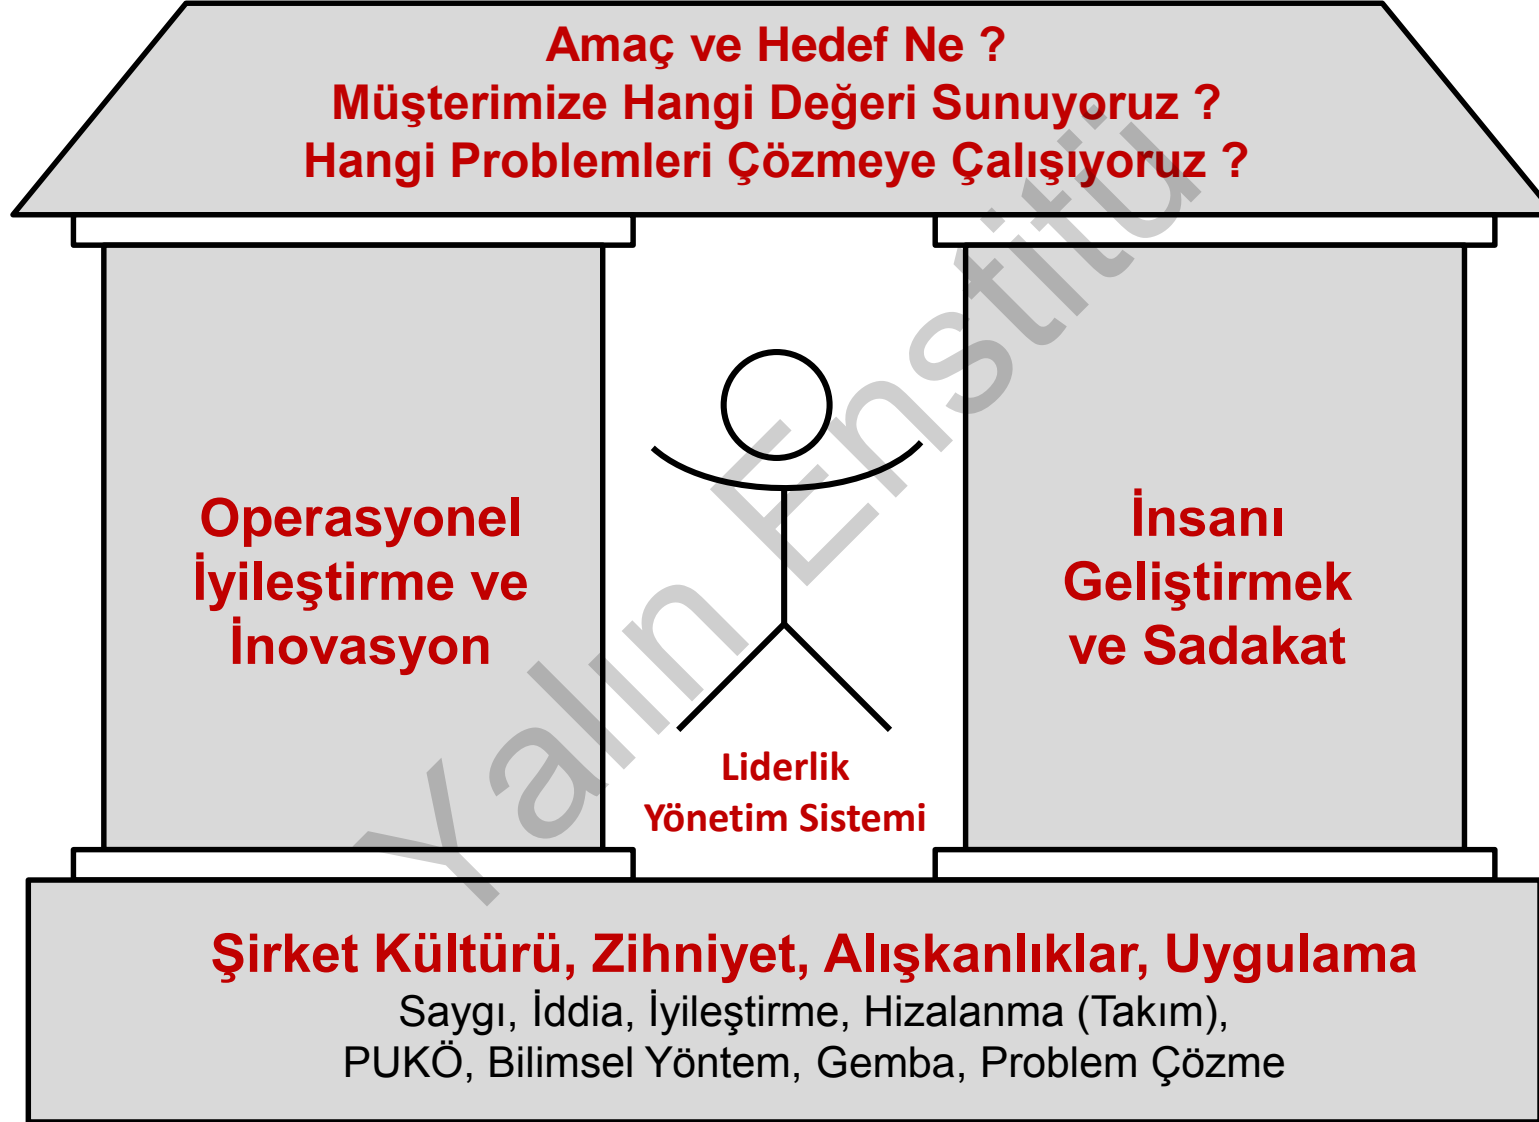 Amaç ve Hedef Ne ?
Müşterimize Hangi Değeri Sunuyoruz ?
Hangi Problemleri Çözmeye Çalışıyoruz ?
Operasyonel
İyileştirme ve
İnovasyon
Liderlik
Yönetim Sistemi
İnsanı
Geliştirmek
ve Sadakat
Şirket Kültürü, Zihniyet, Alışkanlıklar, Uygulama
Saygı, İddia, İyileştirme, Hizalanma (Takım),
PUKÖ, Bilimsel Yöntem, Gemba, Problem Çözme
Yalın Enstitü